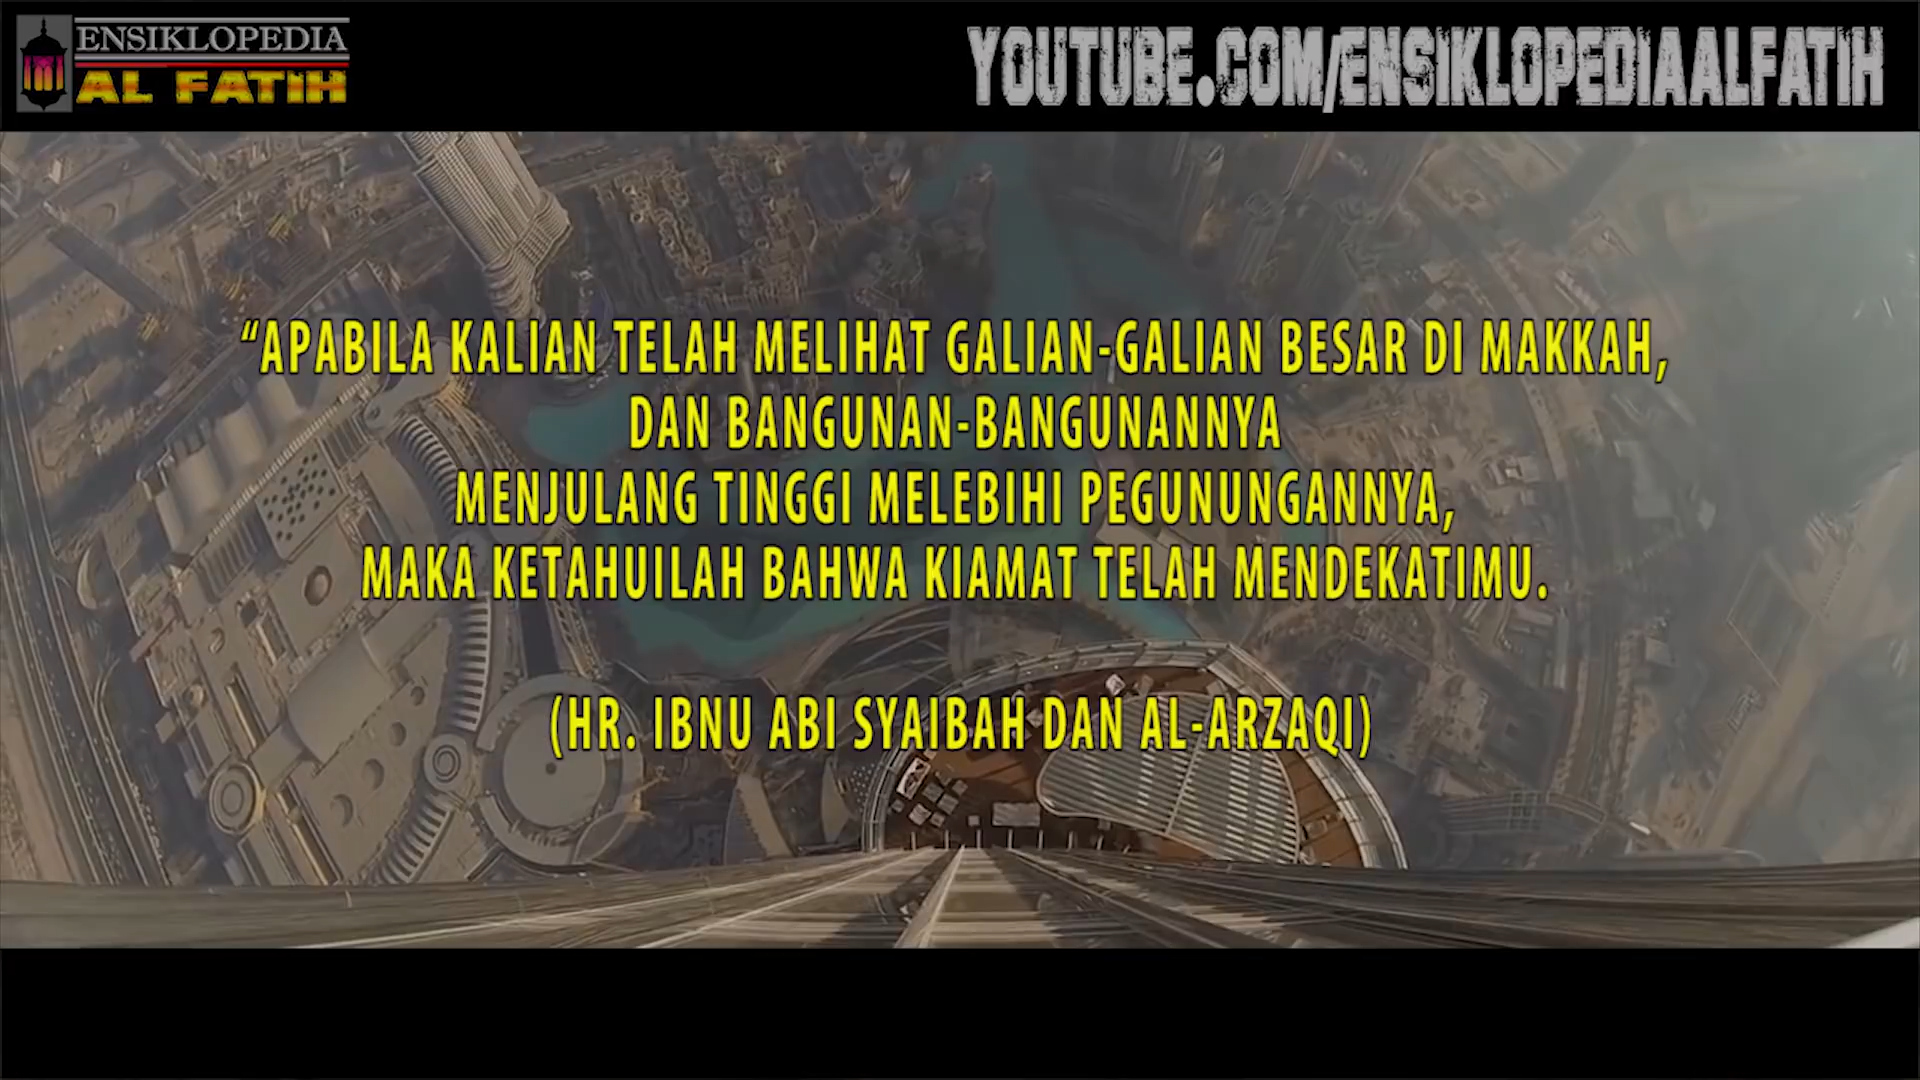 ENSIKLOPEDIA
AL FATIH
YOUTUBE.COM/ENSIKLOPEDIAALFATIH
“APABILA KALIAN TELAH MELIHAT GALIAN-GALIAN BESAR DI MAKKAH,
DAN BANGUNAN-BANGUNANNYA
MENJULANG TINGGI MELEBIHI PEGUNUNGANNYA,
MAKA KETAHUILAH BAHWA KIAMAT TELAH MENDEKATIMU.
(HR. IBNU ABI SYAIBAH DAN AL-ARZAQI)